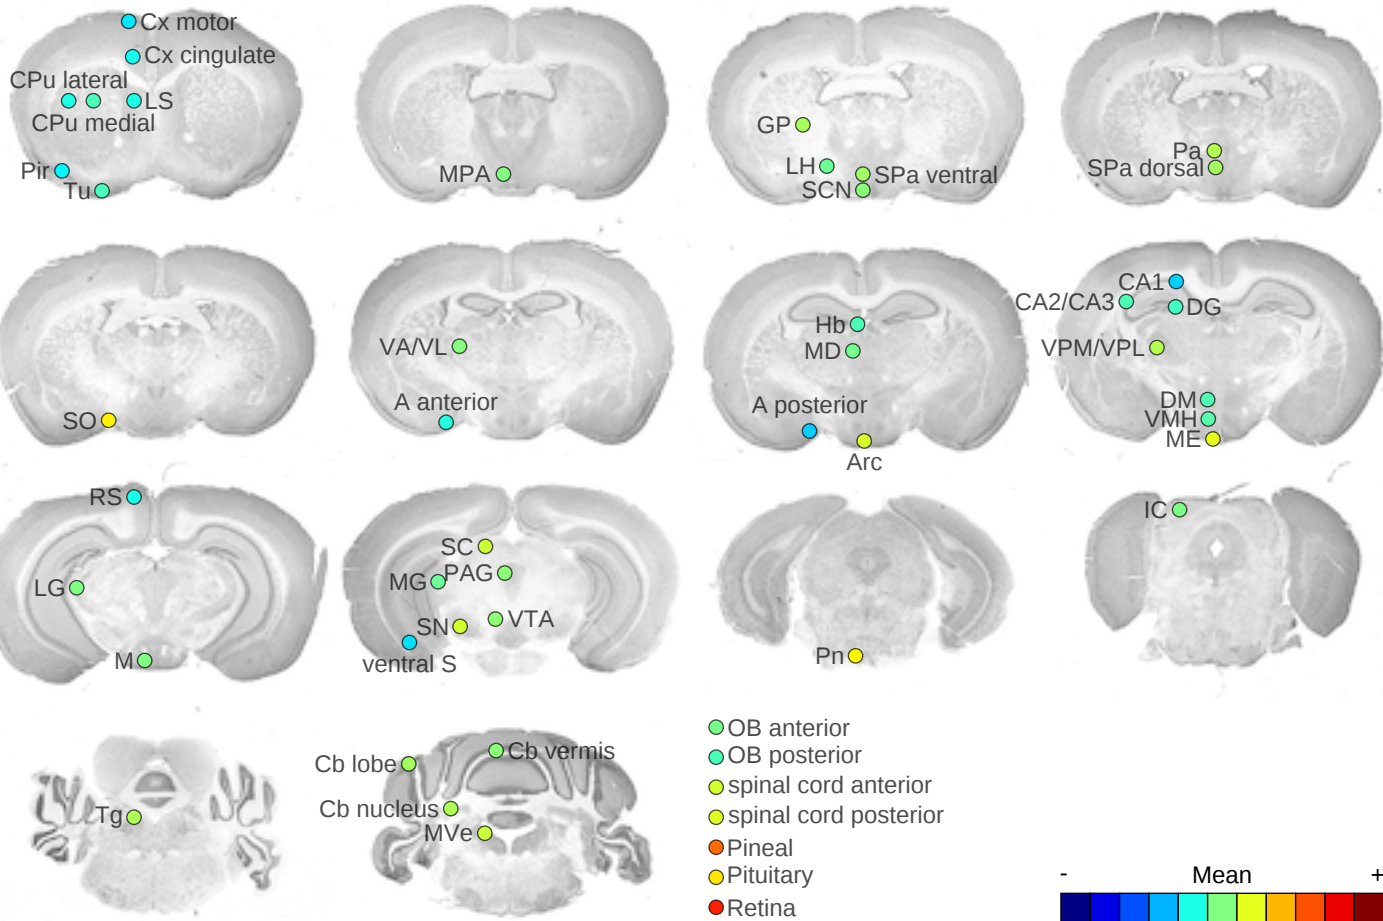 Cx motor
Cx cingulate
CPu lateral
LS
CPu medial
Pir
Tu
MPA
GP
LH
SPa ventral
SCN
Pa
SPa dorsal
SO
VA/VL
A anterior
Hb
MD
A posterior
Arc
CA1
CA2/CA3
DG
VPM/VPL
DM
VMH
ME
RS
LG
M
SC
MG
PAG
SN
VTA
ventral S
Pn
IC
Tg
Cb lobe
Cb vermis
Cb nucleus
MVe
OB anterior
OB posterior
spinal cord anterior
spinal cord posterior
Pineal
Pituitary
Retina
- Mean +